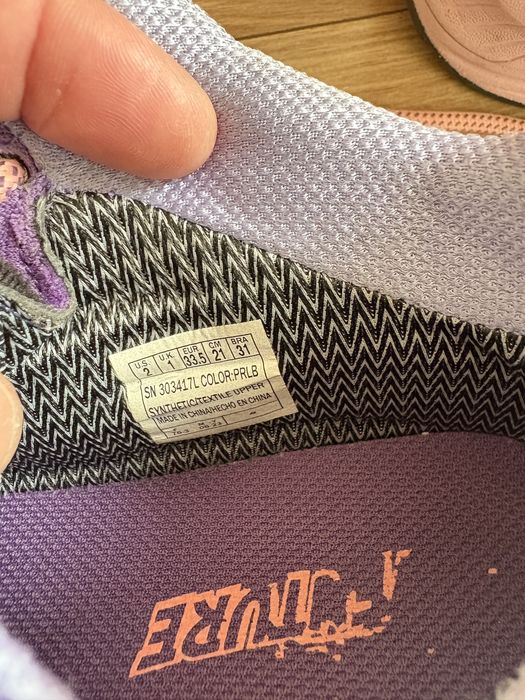 U.S. U.K. EUR. CM BRA
2 1 33.5 21 31
SN 303417L COLOR:PRLB
SYNTHETIC/TEXTILE UPPER
MADE IN CHINA/HECHO EN CHINA